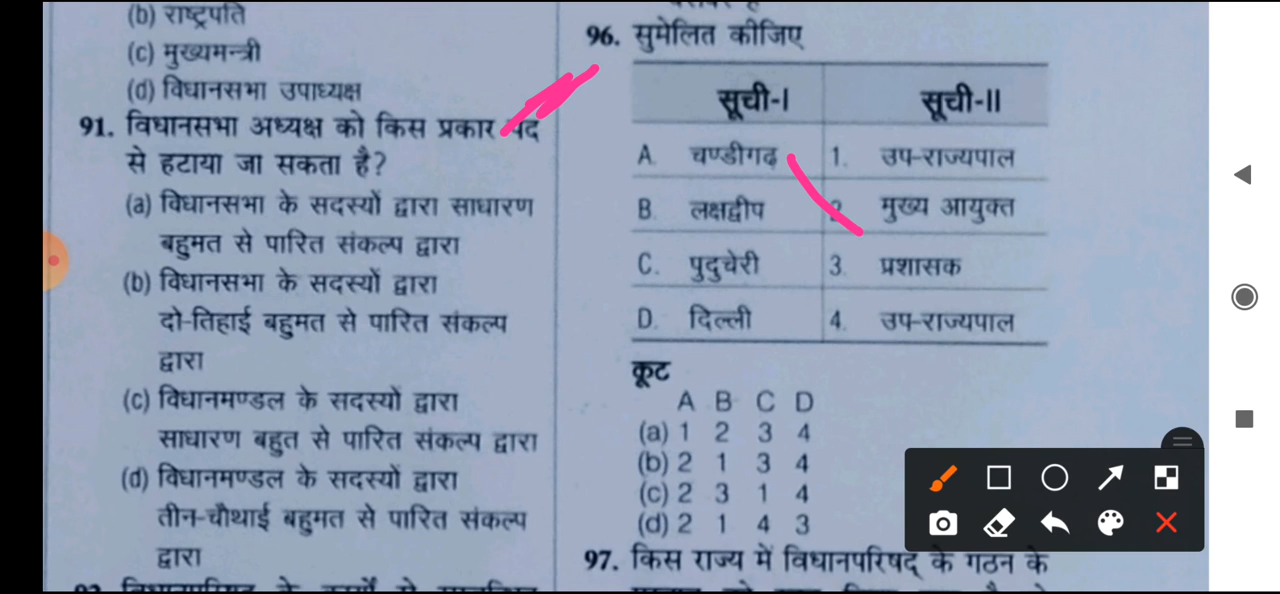 (b) राष्ट्रपति
(c) मुख्यमन्त्री
(d) विधानसभा उपाध्यक्ष
91. विधानसभा अध्यक्ष को किस प्रकार पद
से हटाया जा सकता है?
(a) विधानसभा के सदस्यों द्वारा साधारण
बहुमत से पारित संकल्प द्वारा
(b) विधानसभा के सदस्यों द्वारा
दो-तिहाई बहुमत से पारित संकल्प
द्वारा
(c) विधानमण्डल के सदस्यों द्वारा
साधारण बहुत से पारित संकल्प द्वारा
(d) विधानमण्डल के सदस्यों द्वारा
तीन-चौथाई बहुमत से पारित संकल्प
द्वारा
96. सुमेलित कीजिए
सूची-I सूची-II
A. चण्डीगढ़ 1. उप-राज्यपाल
B. लक्षद्वीप 2. मुख्य आयुक्त
C. पुदुचेरी 3. प्रशासक
D. दिल्ली 4. उप-राज्यपाल
कूट
A B C D
(a) 1 2 3 4
(b) 2 1 3 4
(c) 2 3 1 4
(d) 2 1 4 3
97. किस राज्य में विधानपरिषद् के गठन के